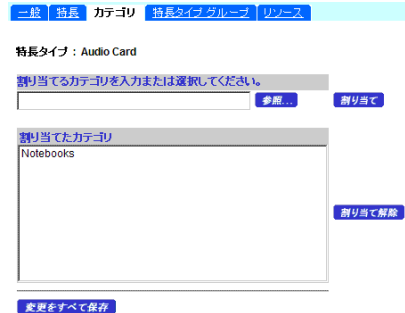 一般 特長 カテゴリ 特長タイプ グループ リソース
特長タイプ : Audio Card
割り当てるカテゴリを入力または選択してください。
参照... 割り当て
割り当てたカテゴリ
Notebooks
割り当て解除
変更をすべて保存